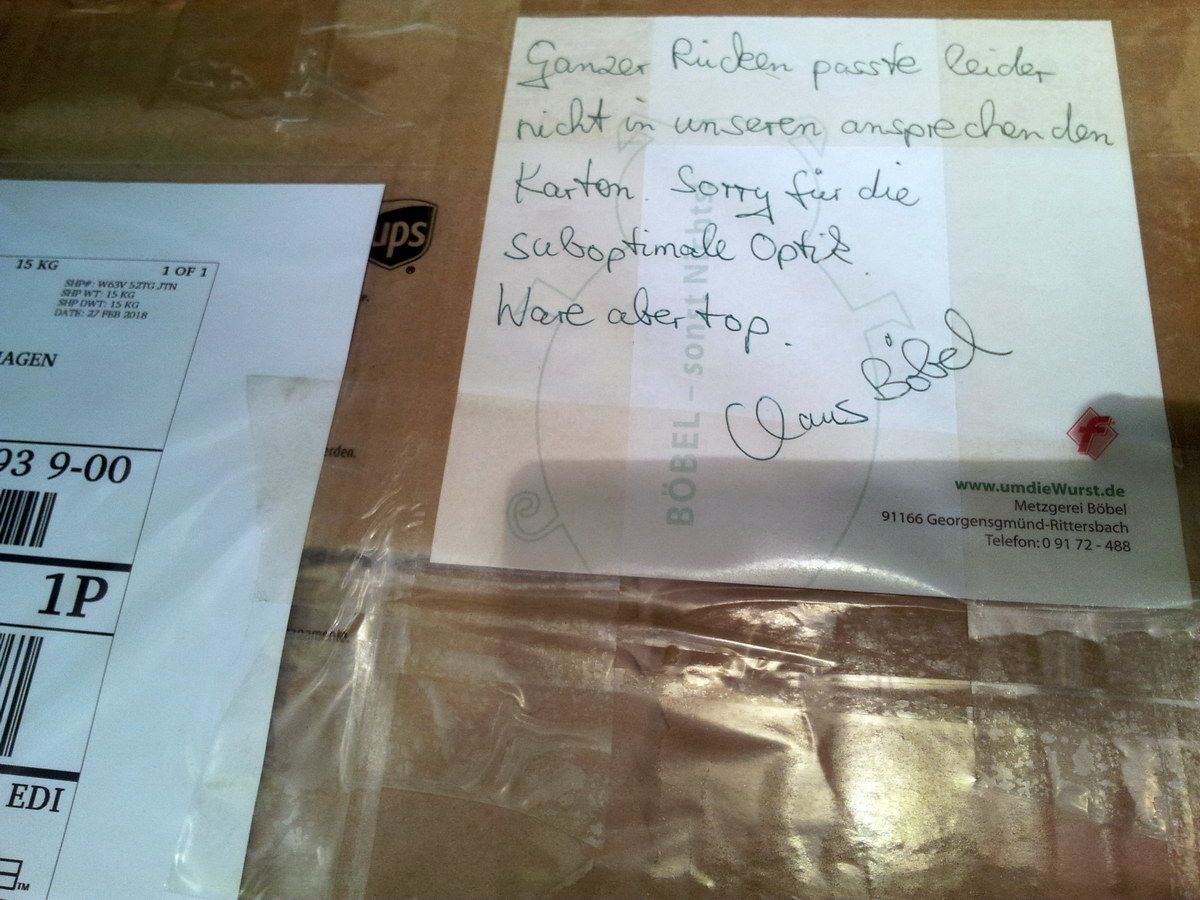 Ganzer Rücken passte leider
nicht in unseren ansprechenden
Karton. Sorry für die
suboptimale Optik.
Ware aber top.
Claus Böbel
BÖBEL – sonst Nichts
f
www.umdieWurst.de
Metzgerei Böbel
91166 Georgensgmünd-Rittersbach
Telefon: 0 91 72 - 488
ups
15 KG
1 OF 1
SHP#: W63V 52TG JTN
SHP WT: 15 KG
SHP DWT: 15 KG
DATE: 27 FEB 2018
HAGEN
93 9-00
1P
EDI
TM
erden.